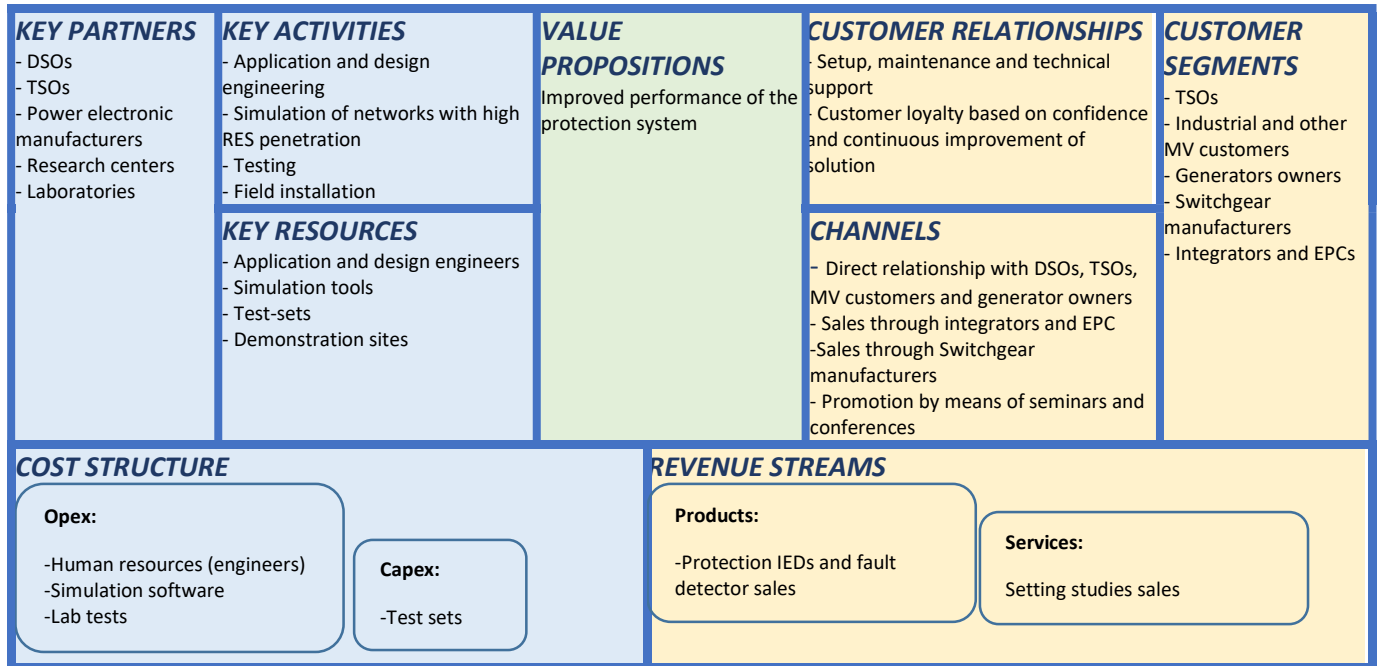 KEY PARTNERS
- DSOs
- TSOs
- Power electronic
manufacturers
- Research centers
- Laboratories
KEY ACTIVITIES
- Application and design
engineering
- Simulation of networks with high
RES penetration
- Testing
- Field installation
KEY RESOURCES
- Application and design engineers
- Simulation tools
- Test-sets
- Demonstration sites
VALUE
PROPOSITIONS
Improved performance of the
protection system
CUSTOMER RELATIONSHIPS
- Setup, maintenance and technical
support
- Customer loyalty based on confidence
and continuous improvement of
solution
CHANNELS
- Direct relationship with DSOs, TSOs,
MV customers and generator owners
- Sales through integrators and EPC
-Sales through Switchgear
manufacturers
- Promotion by means of seminars and
conferences
CUSTOMER
SEGMENTS
- TSOs
- Industrial and other
MV customers
- Generators owners
- Switchgear
manufacturers
- Integrators and EPCs
COST STRUCTURE
Opex:
-Human resources (engineers)
-Simulation software
-Lab tests
Capex:
-Test sets
REVENUE STREAMS
Products:
-Protection IEDs and fault
detector sales
Services:
Setting studies sales